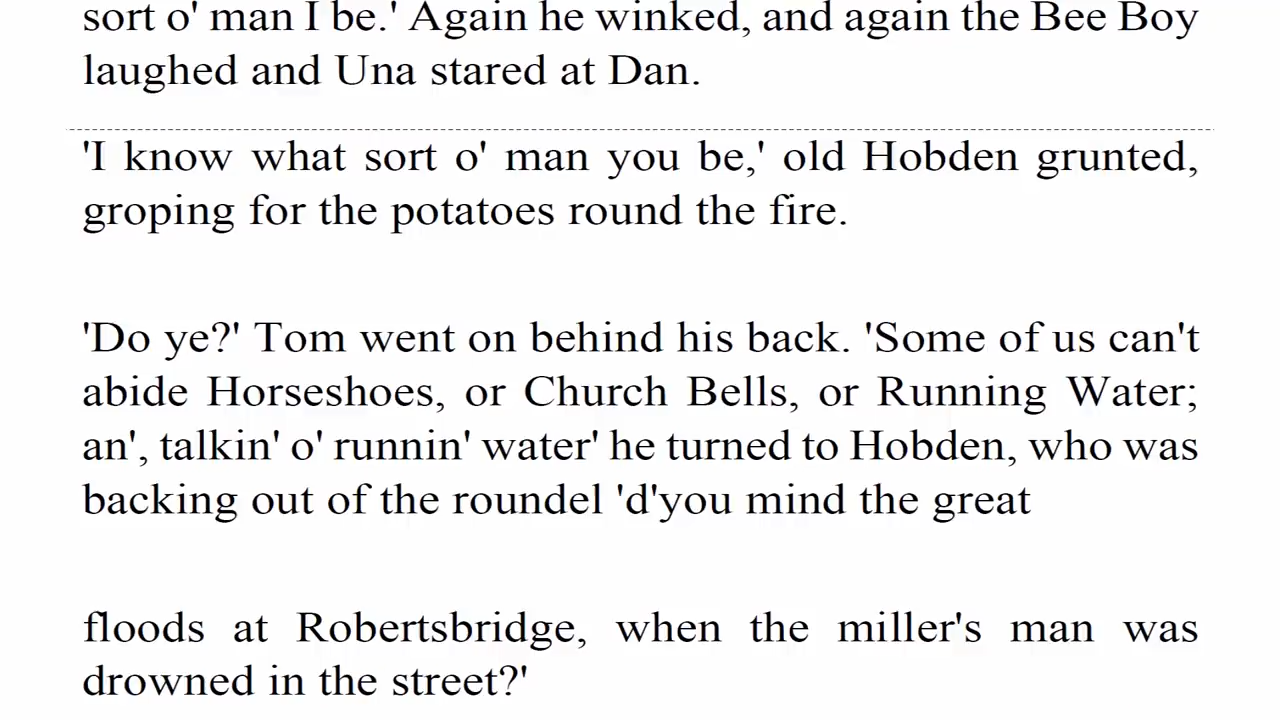 sort o' man I be.' Again he winked, and again the Bee Boy
laughed and Una stared at Dan.
'I know what sort o' man you be,' old Hobden grunted,
groping for the potatoes round the fire.
'Do ye?' Tom went on behind his back. 'Some of us can't
abide Horseshoes, or Church Bells, or Running Water;
an', talkin' o' runnin' water' he turned to Hobden, who was
backing out of the roundel 'd'you mind the great
floods at Robertsbridge, when the miller's man was
drowned in the street?'